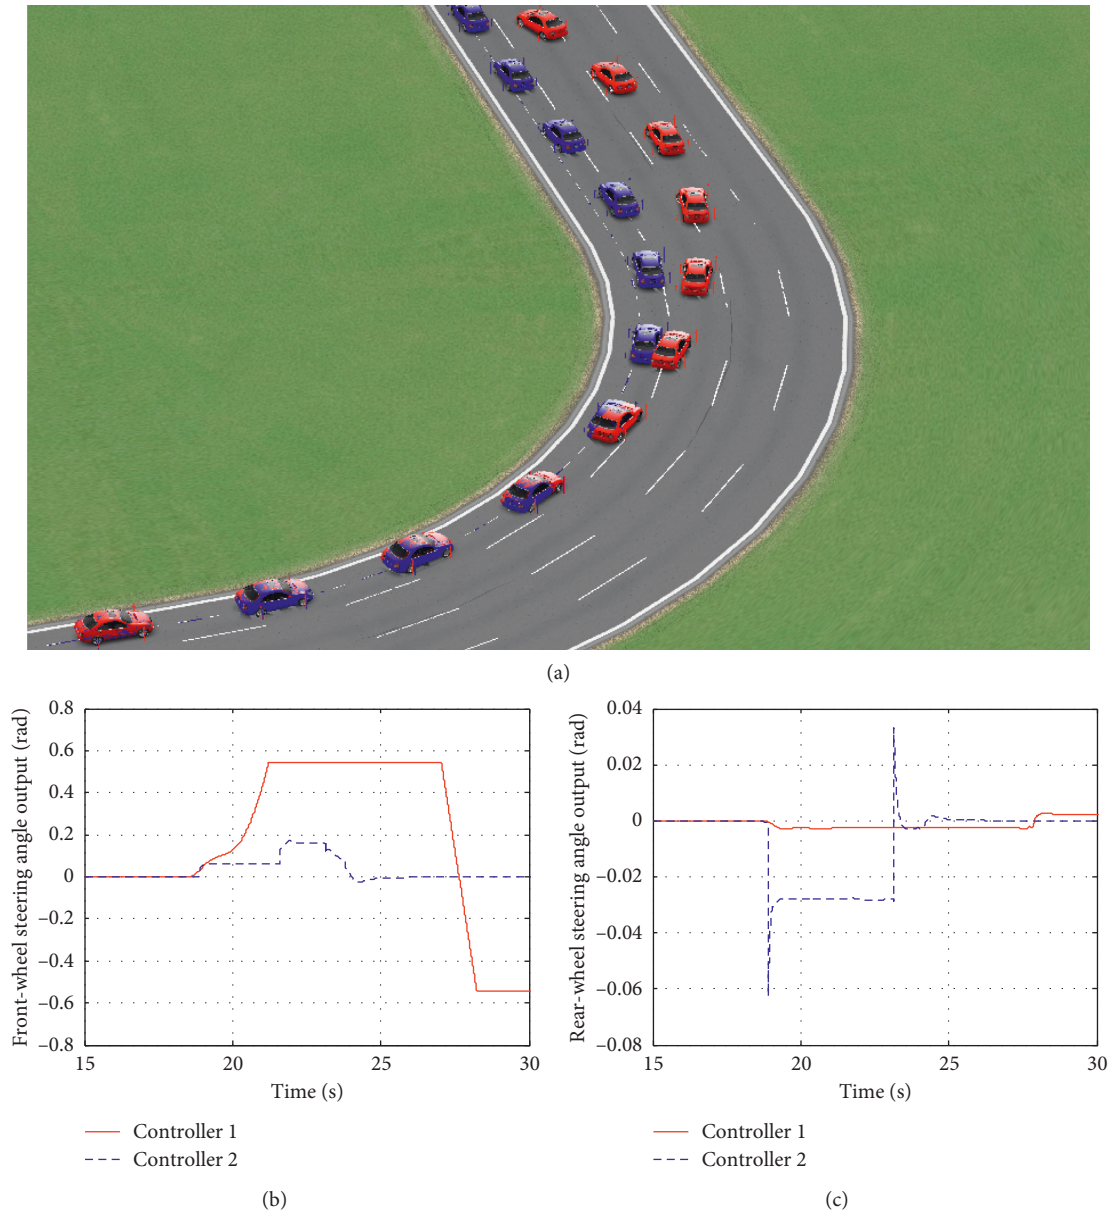 (a)
Front-wheel steering angle output (rad)
0.8
0.6
0.4
0.2
0
−0.2
−0.4
−0.6
−0.8
15
20
25
30
Time (s)
Controller 1
Controller 2
(b)
Rear-wheel steering angle output (rad)
0.04
0.02
0
−0.02
−0.04
−0.06
−0.08
15
20
25
30
Time (s)
Controller 1
Controller 2
(c)